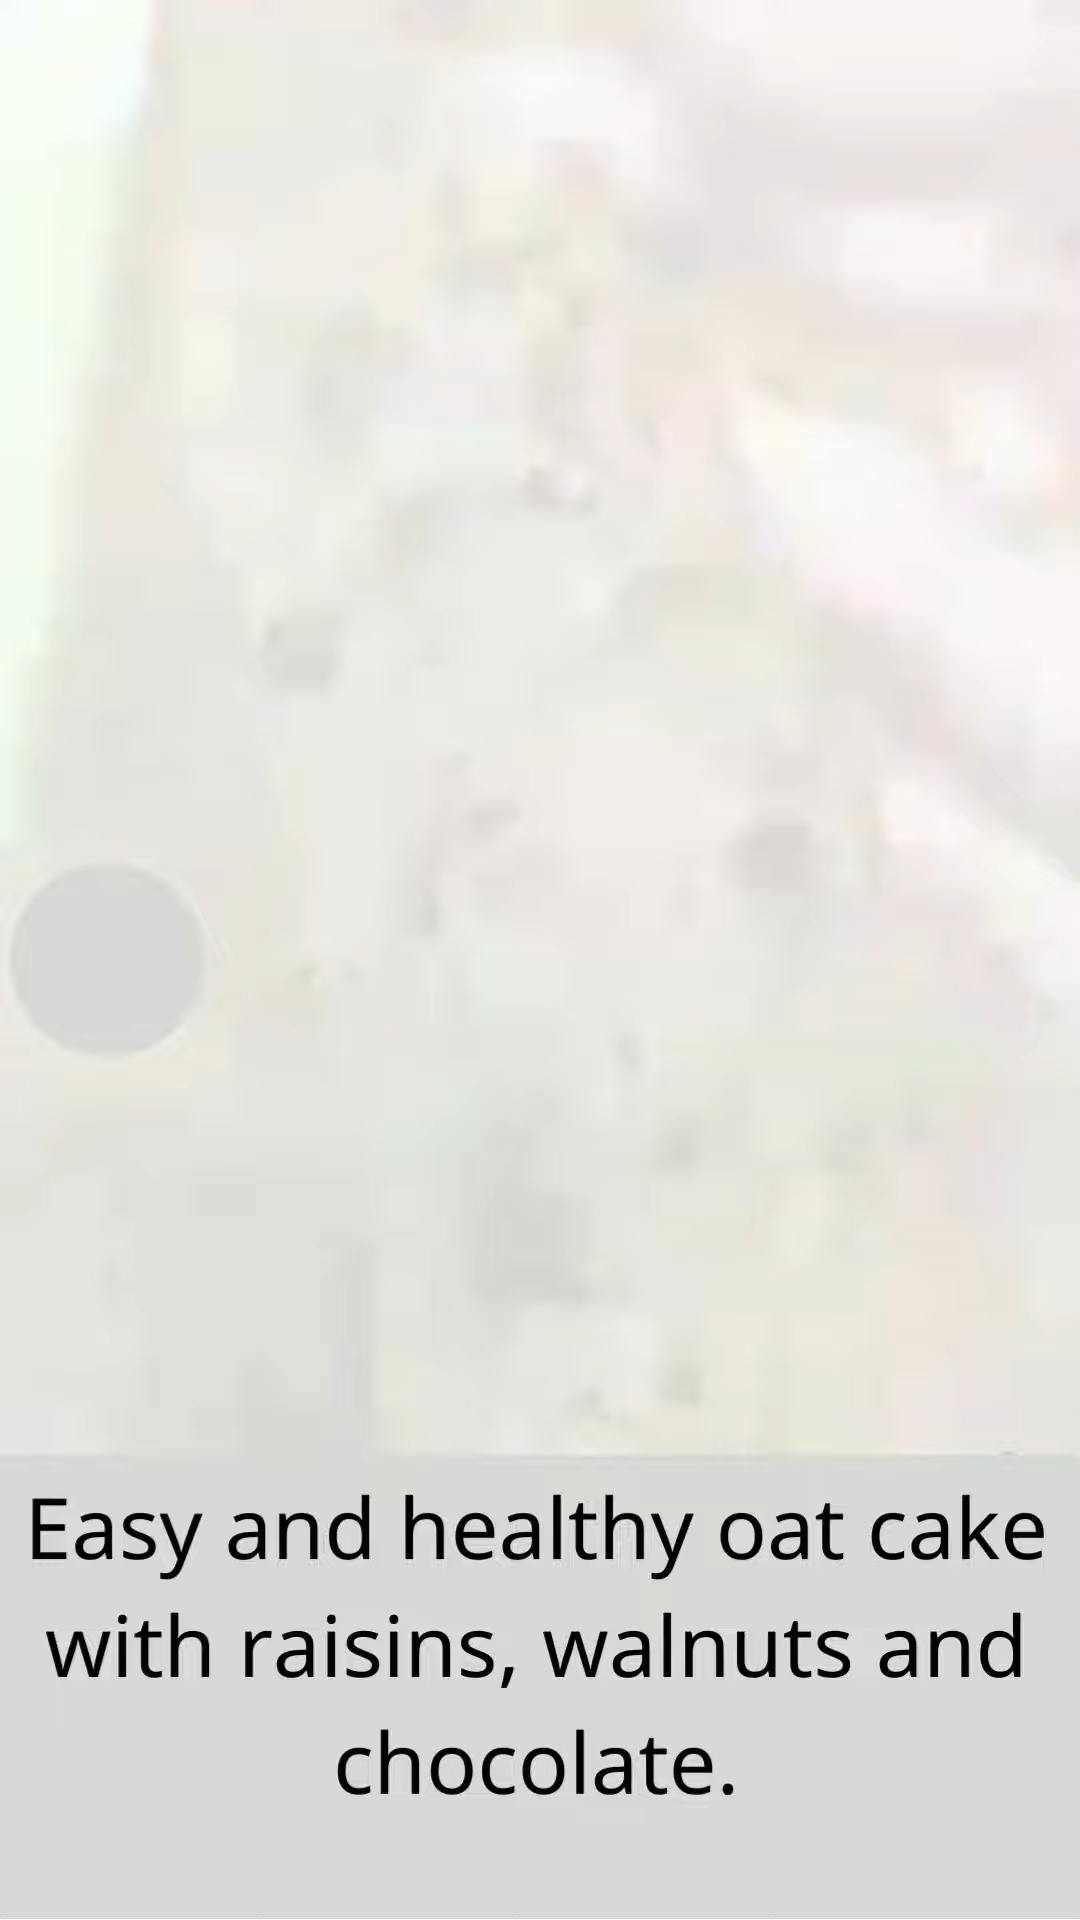 Easy and healthy oat cake
with raisins, walnuts and
chocolate.